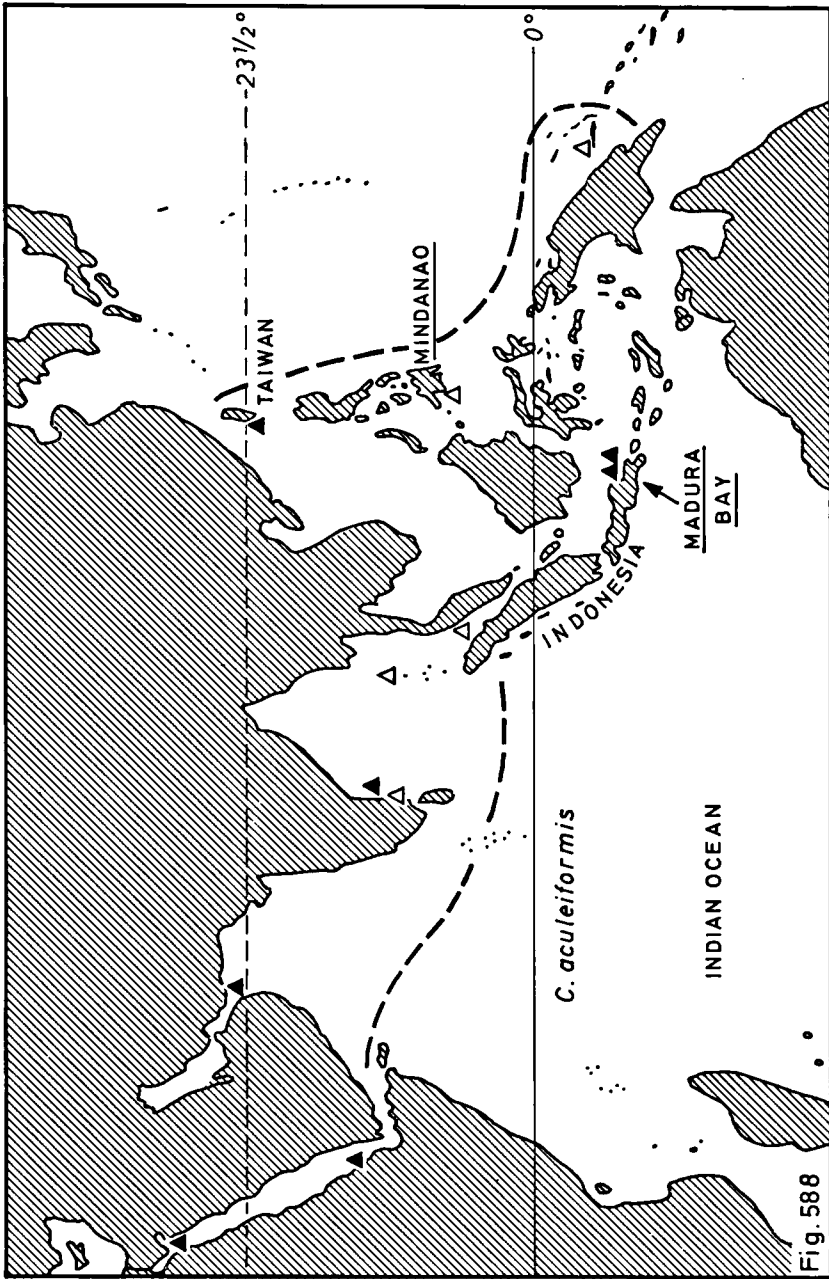 23½°
0°
TAIWAN
MINDANAO
INDONESIA
MADURA
BAY
C. aculeiformis
INDIAN OCEAN
Fig. 588